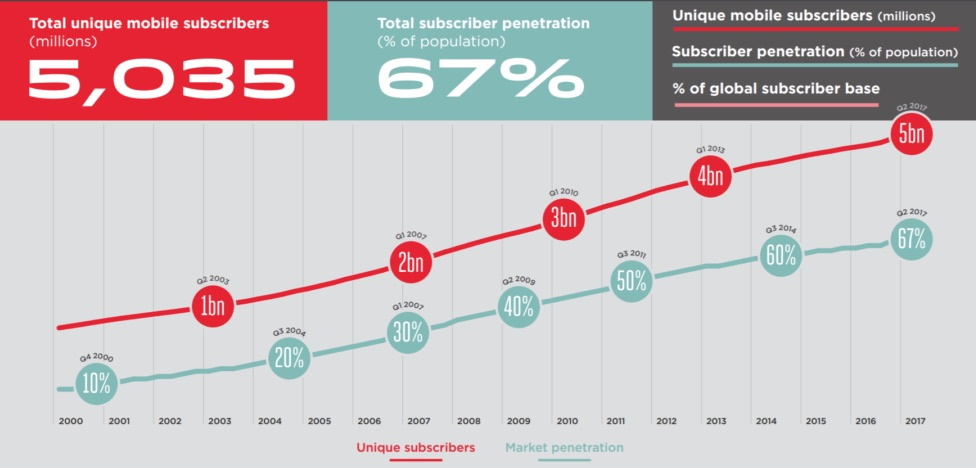 Total unique mobile subscribers
(millions)
5,035
Total subscriber penetration
(% of population)
67%
Unique mobile subscribers (millions)
Subscriber penetration (% of population)
% of global subscriber base
Q2 2017
5bn
Q1 2013
4bn
Q1 2010
3bn
Q1 2007
2bn
Q2 2003
1bn
Q2 2017
67%
Q3 2014
60%
Q3 2011
50%
Q2 2009
40%
Q1 2007
30%
Q3 2004
20%
Q4 2000
10%
2000 2001 2002 2003 2004 2005 2006 2007 2008 2009 2010 2011 2012 2013 2014 2015 2016 2017
Unique subscribers Market penetration